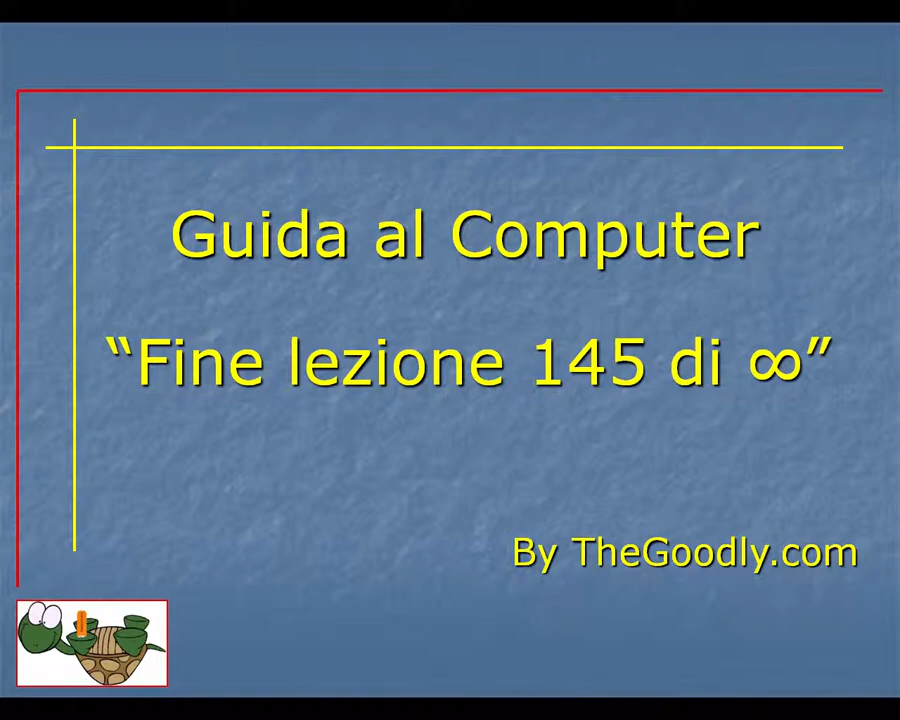 Guida al Computer
“Fine lezione 145 di ∞”
By TheGoodly.com